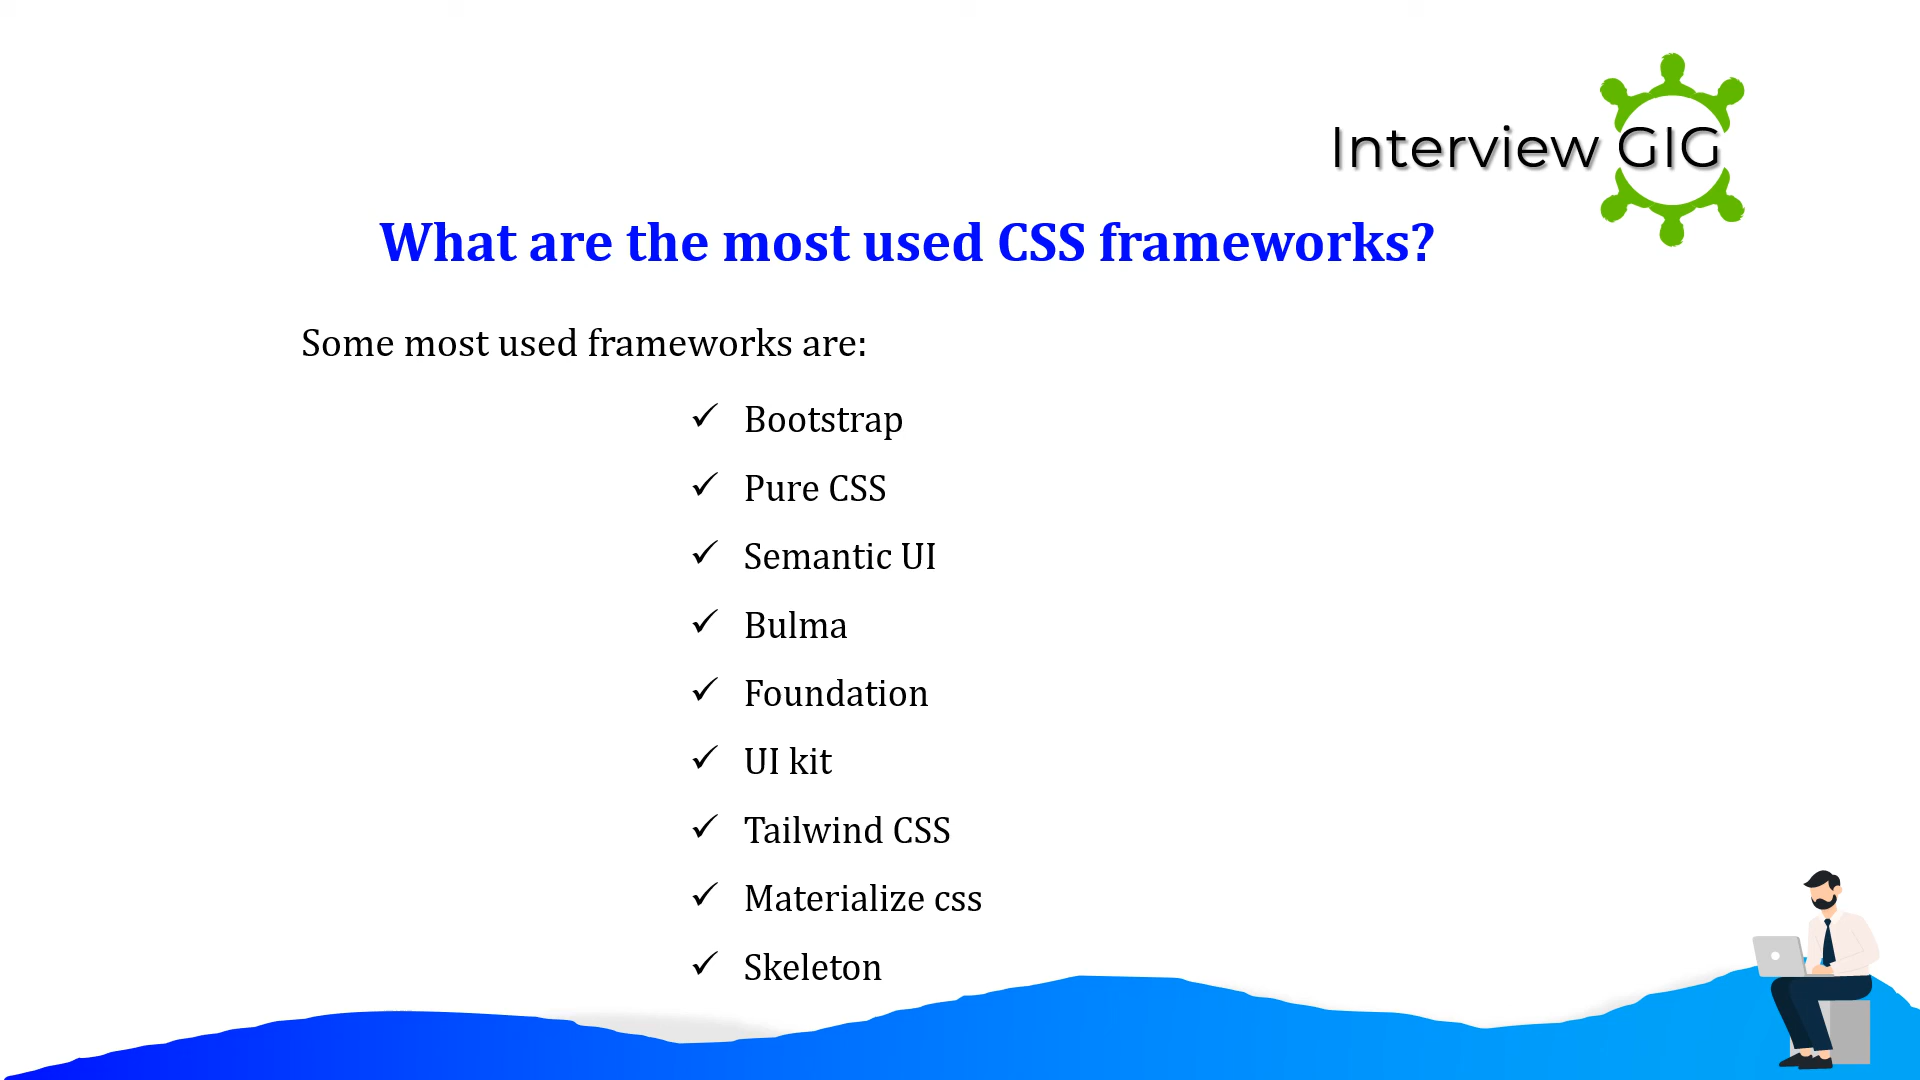 Interview GIG
What are the most used CSS frameworks?
Some most used frameworks are:
✓ Bootstrap
✓ Pure CSS
✓ Semantic UI
✓ Bulma
✓ Foundation
✓ UI kit
✓ Tailwind CSS
✓ Materialize css
✓ Skeleton